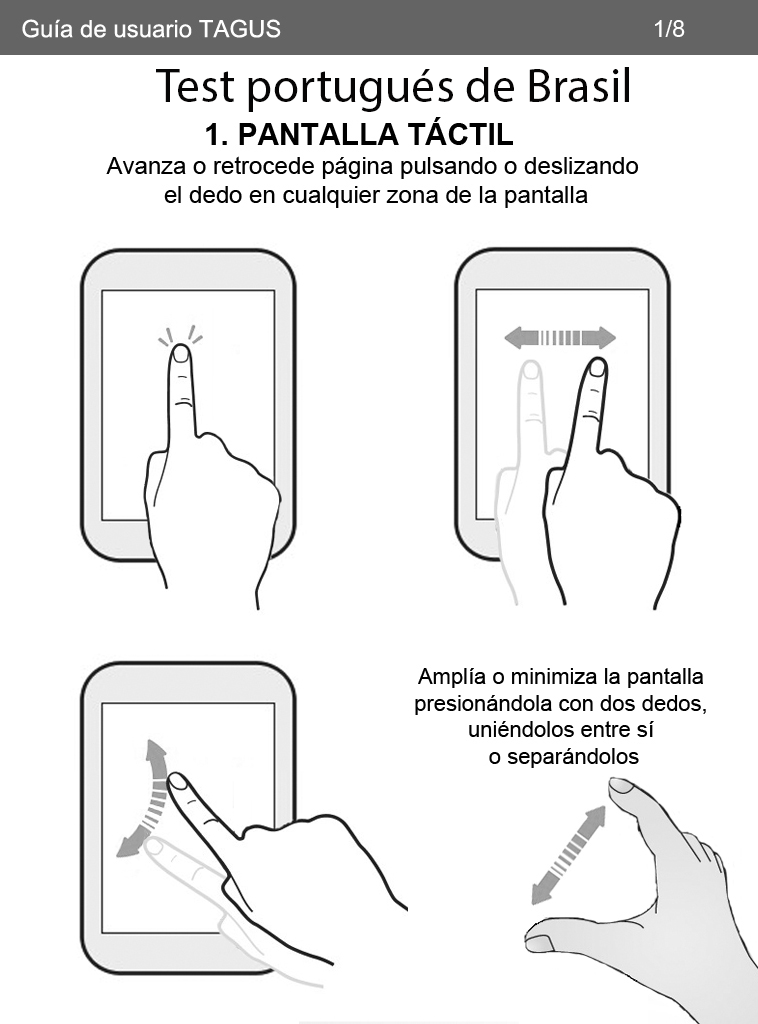 Guía de usuario TAGUS 1/8
Test portugués de Brasil
1. PANTALLA TÁCTIL
Avanza o retrocede página pulsando o deslizando
el dedo en cualquier zona de la pantalla
Amplía o minimiza la pantalla
presionándola con dos dedos,
uniéndolos entre sí
o separándolos